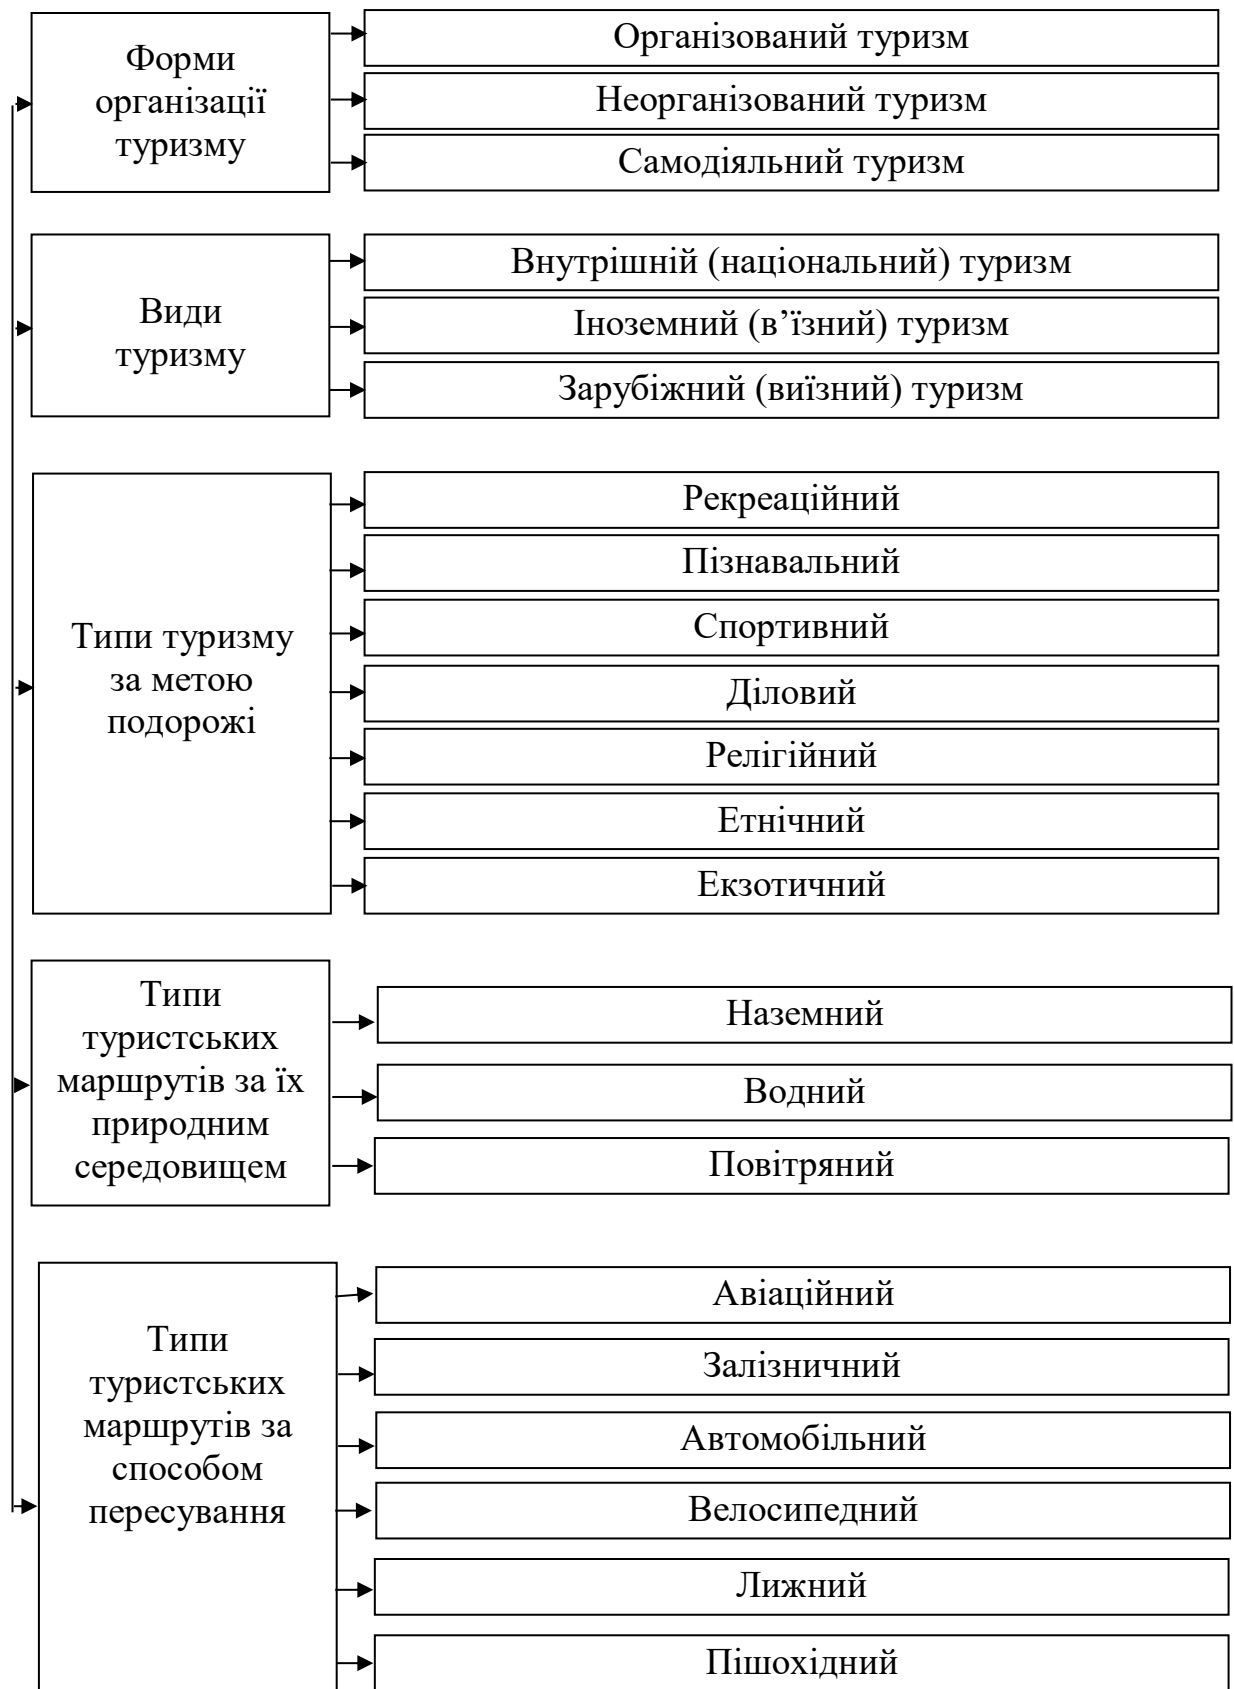 Форми
організації
туризму
Організований туризм
Неорганізований туризм
Самодіяльний туризм
Види
туризму
Внутрішній (національний) туризм
Іноземний (в’їзний) туризм
Зарубіжний (виїзний) туризм
Типи туризму
за метою
подорожі
Рекреаційний
Пізнавальний
Спортивний
Діловий
Релігійний
Етнічний
Екзотичний
Типи
туристських
маршрутів за їх
природним
середовищем
Наземний
Водний
Повітряний
Типи
туристських
маршрутів за
способом
пересування
Авіаційний
Залізничний
Автомобільний
Велосипедний
Лижний
Пішохідний